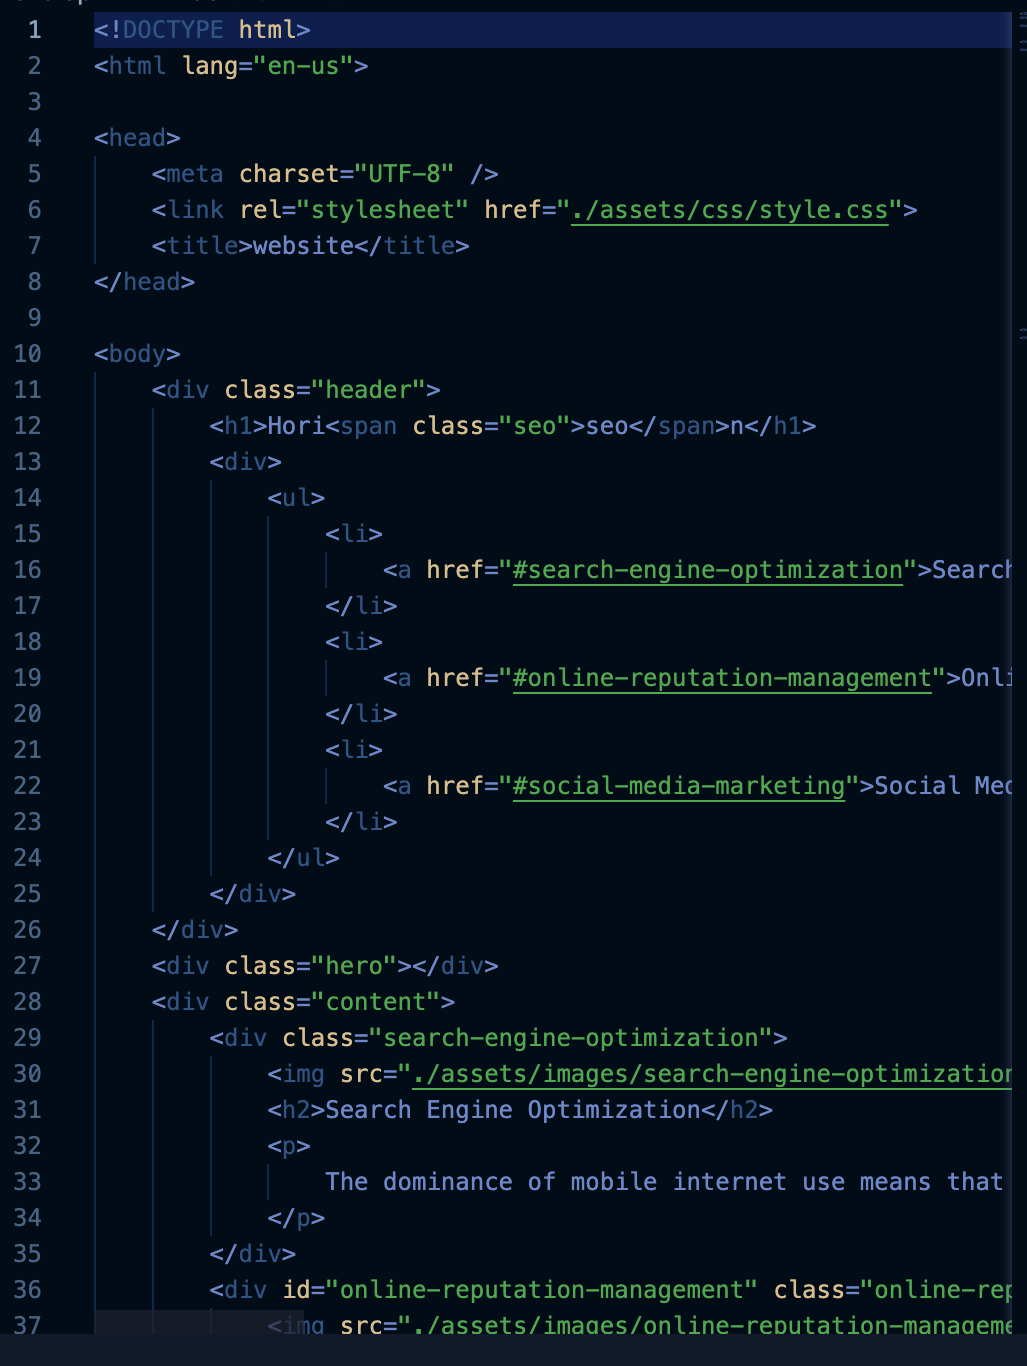 1 <!DOCTYPE html>
2 <html lang="en-us">
3
4 <head>
5 <meta charset="UTF-8" />
6 <link rel="stylesheet" href="./assets/css/style.css">
7 <title>website</title>
8 </head>
9
10 <body>
11 <div class="header">
12 <h1>Hori<span class="seo">seo</span>n</h1>
13 <div>
14 <ul>
15 <li>
16 <a href="#search-engine-optimization">Search
17 </li>
18 <li>
19 <a href="#online-reputation-management">Onli
20 </li>
21 <li>
22 <a href="#social-media-marketing">Social Med
23 </li>
24 </ul>
25 </div>
26 </div>
27 <div class="hero"></div>
28 <div class="content">
29 <div class="search-engine-optimization">
30 <img src="./assets/images/search-engine-optimization
31 <h2>Search Engine Optimization</h2>
32 <p>
33 The dominance of mobile internet use means that
34 </p>
35 </div>
36 <div id="online-reputation-management" class="online-rep
37 <img src="./assets/images/online-reputation-manageme